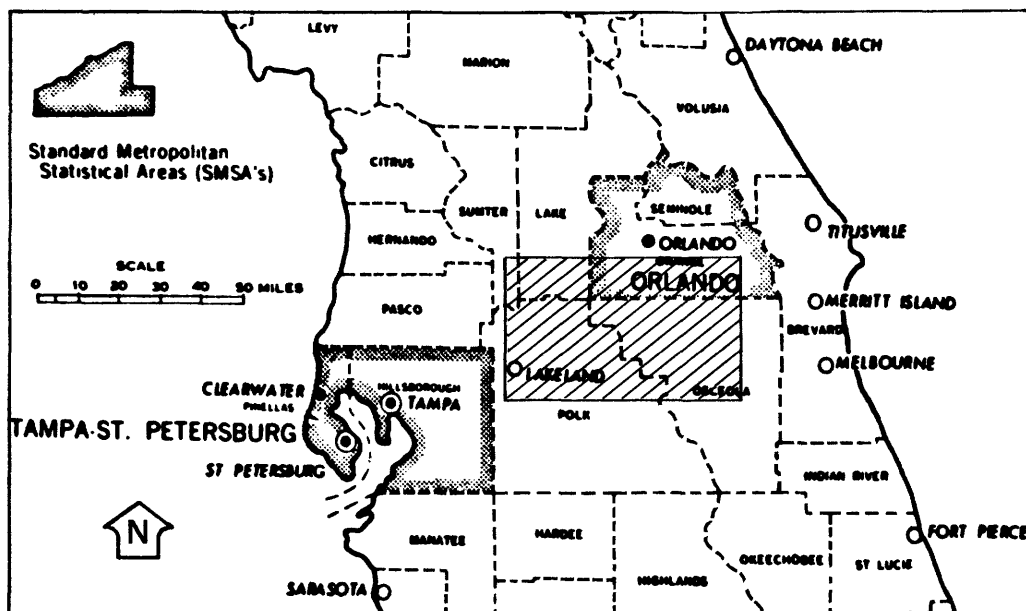 LEVY
DAYTONA BEACH
MARION
VOLUSIA
Standard Metropolitan
Statistical Areas (SMSA's)
CITRUS
SUMTER
LAKE
SEMINOLE
TITUSVILLE
HERNANDO
ORLANDO
ORANGE
ORLANDO
SCALE
0 10 20 30 40 50 MILES
PASCO
MERRITT ISLAND
BREVARD
MELBOURNE
LAKELAND
HILLSBOROUGH
CLEARWATER
TAMPA
PINELLAS
OSCEOLA
POLK
TAMPA-ST. PETERSBURG
ST PETERSBURG
INDIAN RIVER
N
MANATEE
HARDEE
OKEECHOBEE
FORT PIERCE
ST LUCIE
HIGHLANDS
SARASOTA